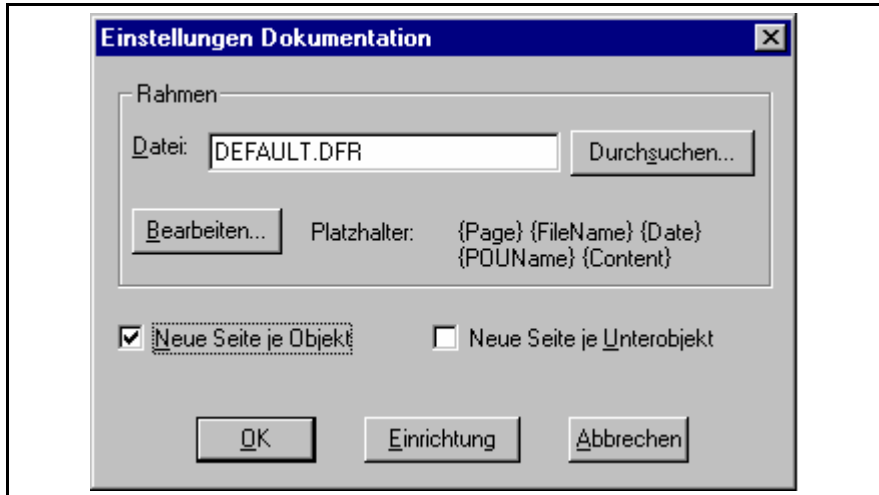 Einstellungen Dokumentation
Rahmen
Datei: DEFAULT.DFR Durchsuchen...
Bearbeiten... Platzhalter: {Page} {FileName} {Date}
{POUName} {Content}
Neue Seite je Objekt Neue Seite je Unterobjekt
OK Einrichtung Abbrechen